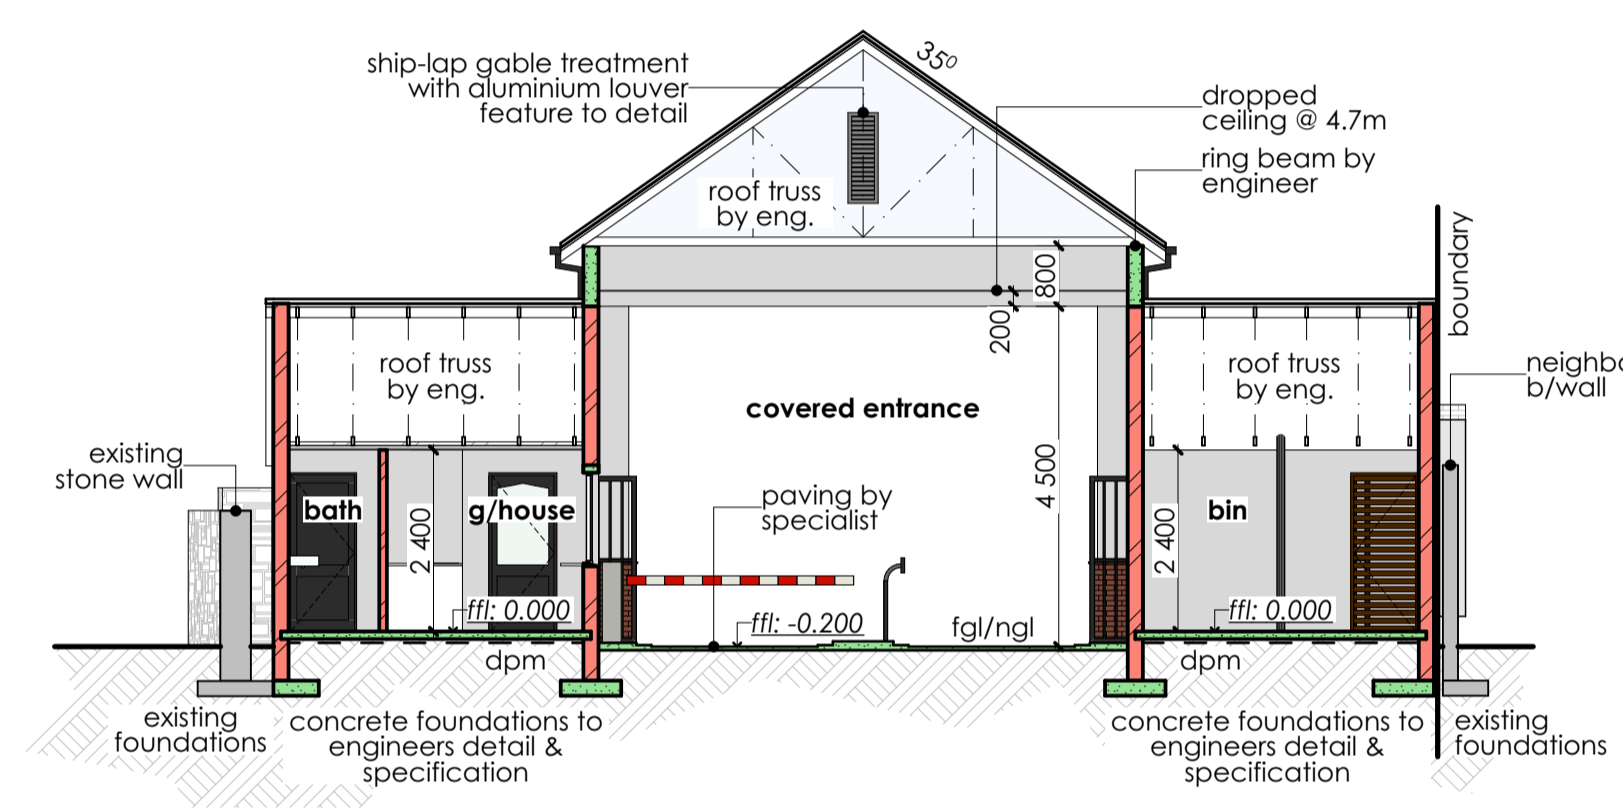 ship-lap gable treatment
with aluminium louver
feature to detail
35⁰
dropped
ceiling @ 4.7m
ring beam by
engineer
roof truss
by eng.
boundary
800
200
roof truss
by eng.
covered entrance
roof truss
by eng.
b/wall
existing
stone wall
4 500
paving by
specialist
bath
2 400
g/house
2 400
bin
ffl: 0.000
ffl: -0.200
fgl/ngl
ffl: 0.000
dpm
dpm
existing
foundations
concrete foundations to
engineers detail &
specification
concrete foundations to
engineers detail &
specification
existing
foundations